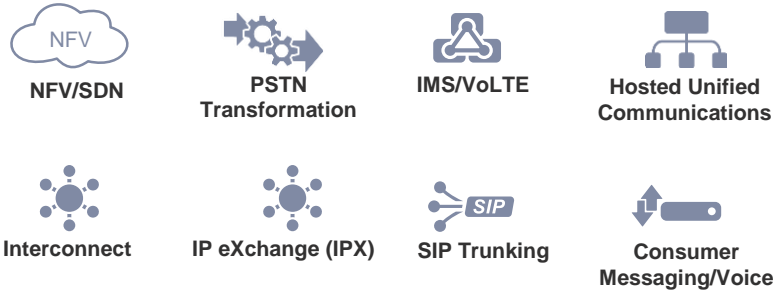 NFV
NFV/SDN
PSTN
Transformation
IMS/VoLTE
Hosted Unified
Communications
Interconnect
IP eXchange (IPX)
SIP
SIP Trunking
Consumer
Messaging/Voice